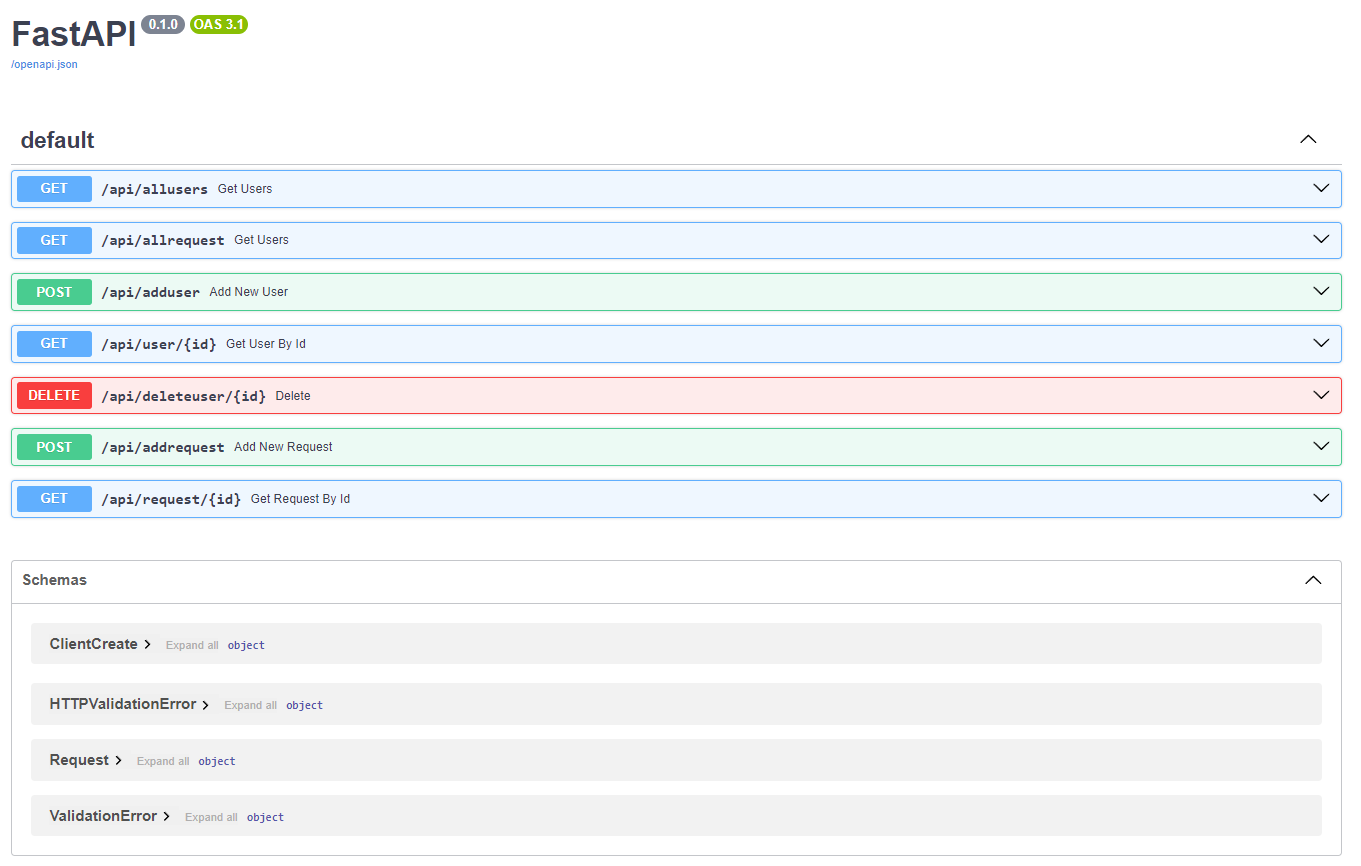 FastAPI 0.1.0 OAS 3.1
/openapi.json
default
GET /api/allusers Get Users
GET /api/allrequest Get Users
POST /api/adduser Add New User
GET /api/user/{id} Get User By Id
DELETE /api/deleteuser/{id} Delete
POST /api/addrequest Add New Request
GET /api/request/{id} Get Request By Id
Schemas
ClientCreate Expand all object
HTTPValidationError Expand all object
Request Expand all object
ValidationError Expand all object